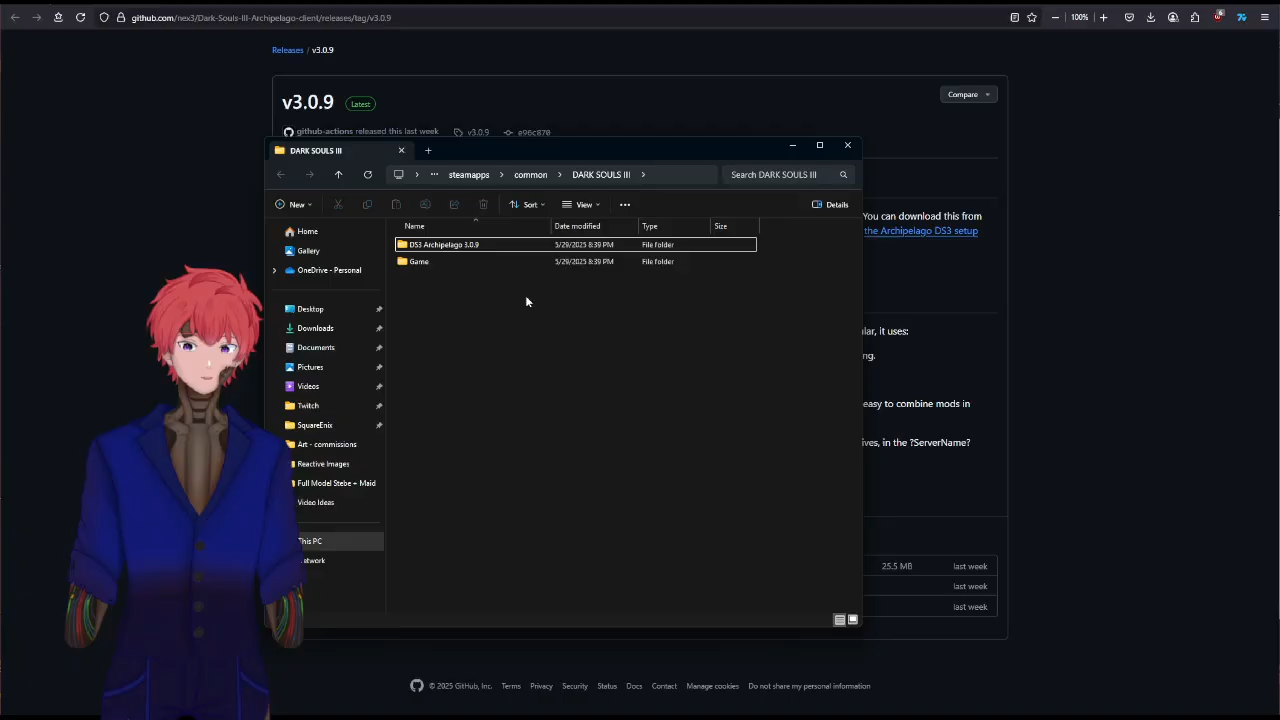 github.com/nex3/Dark-Souls-III-Archipelago-client/releases/tag/v3.0.9
100%
6
Releases / v3.0.9
v3.0.9 Latest
Compare
github-actions released this last week v3.0.9 e96c870
DARK SOULS III
steamapps > common > DARK SOULS III >
Search DARK SOULS III
New
Sort
View
Details
Name Date modified Type Size
DS3 Archipelago 3.0.9 5/29/2025 8:39 PM File folder
Game 5/29/2025 8:39 PM File folder
Home
Gallery
OneDrive - Personal
Desktop
Downloads
Documents
Pictures
Videos
Twitch
SquareEnix
Art - commissions
Reactive Images
Full Model Stebe + Maid
Video Ideas
This PC
etwork
You can download this from
the Archipelago DS3 setup
lar, it uses:
ng.
easy to combine mods in
ives, in the ?ServerName?
25.5 MB last week
last week
last week
© 2025 GitHub, Inc. Terms Privacy Security Status Docs Contact Manage cookies Do not share my personal information